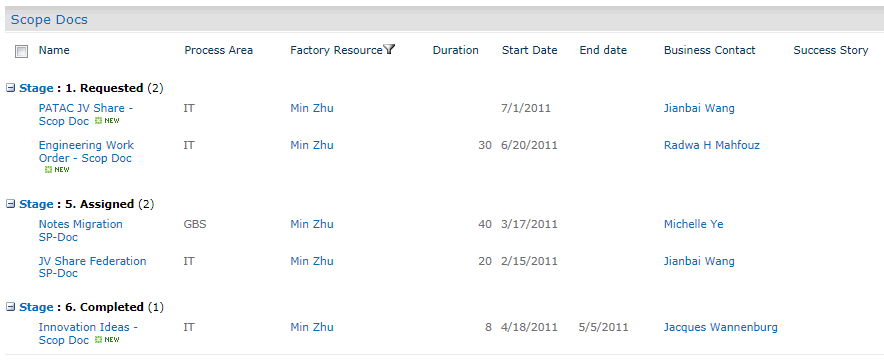 Scope Docs
Name Process Area Factory Resource Duration Start Date End date Business Contact Success Story
Stage : 1. Requested (2)
PATAC JV Share - IT Min Zhu 7/1/2011 Jianbai Wang
Scop Doc NEW
Engineering Work IT Min Zhu 30 6/20/2011 Radwa H Mahfouz
Order - Scop Doc
NEW
Stage : 5. Assigned (2)
Notes Migration GBS Min Zhu 40 3/17/2011 Michelle Ye
SP-Doc
JV Share Federation IT Min Zhu 20 2/15/2011 Jianbai Wang
SP-Doc
Stage : 6. Completed (1)
Innovation Ideas - IT Min Zhu 8 4/18/2011 5/5/2011 Jacques Wannenburg
Scop Doc NEW